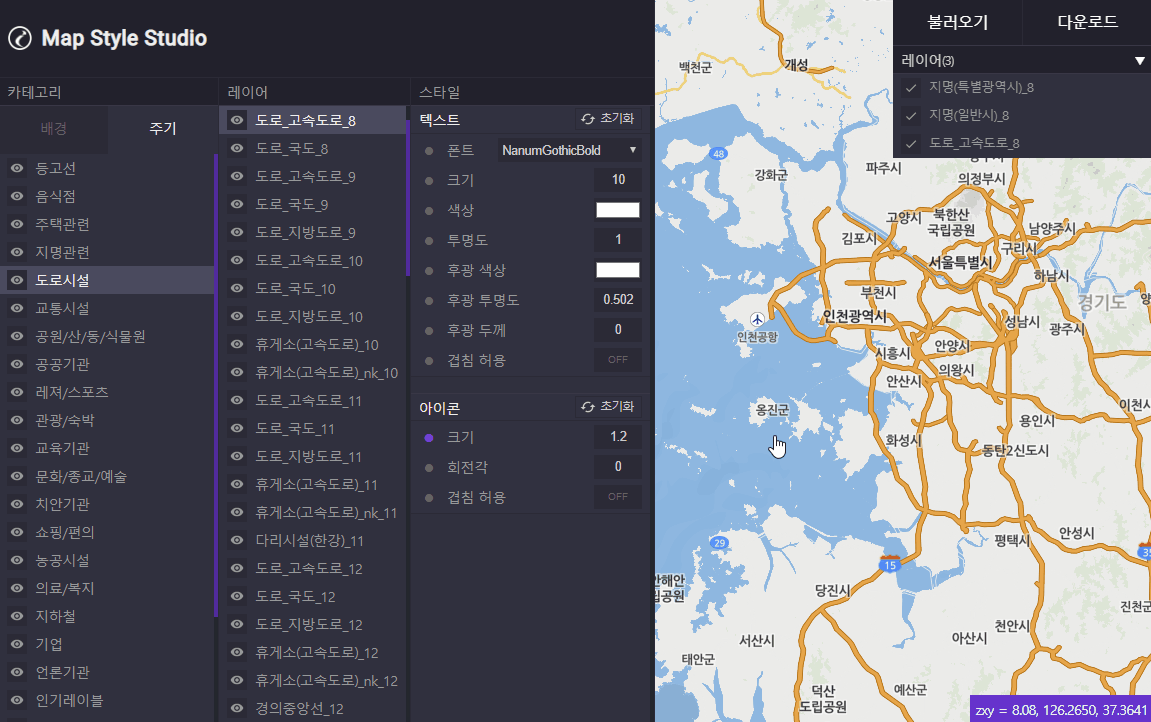 Map Style Studio
카테고리
배경
주기
등고선
음식점
주택관련
지명관련
도로시설
교통시설
공원/산/동/식물원
공공기관
레져/스포츠
관광/숙박
교육기관
문화/종교/예술
치안기관
쇼핑/편의
농공시설
의료/복지
지하철
기업
언론기관
인기레이블
레이어
도로_고속도로_8
도로_국도_8
도로_고속도로_9
도로_국도_9
도로_지방도로_9
도로_고속도로_10
도로_국도_10
도로_지방도로_10
휴게소(고속도로)_10
휴게소(고속도로)_nk_10
도로_고속도로_11
도로_국도_11
도로_지방도로_11
휴게소(고속도로)_11
휴게소(고속도로)_nk_11
다리시설(한강)_11
도로_고속도로_12
도로_국도_12
도로_지방도로_12
휴게소(고속도로)_12
휴게소(고속도로)_nk_12
경의중앙선_12
스타일
텍스트 초기화
폰트 NanumGothicBold
크기 10
색상
투명도 1
후광 색상
후광 투명도 0.502
후광 두께 0
겹침 허용 OFF
아이콘 초기화
크기 1.2
회전각 0
겹침 허용 OFF
불러오기 다운로드
레이어(3)
지명(특별광역시)_8
지명(일반시)_8
도로_고속도로_8
개성
백천군
48
강화군
파주시
의정부시
고양시
북한산
국립공원
남양주시
김포시
구리시
서울특별시
하남시
부천시
경기도
인천광역시
인천공항
성남시
광주시
시흥시
안양시
의왕시
안산시
옹진군
이천시
용인시
화성시
동탄2신도시
29
안성시
평택시
15
당진시
진천군
천안시
아산시
서산시
태안군
덕산
도립공원
예산군
zxy = 8.08, 126.2650, 37.3641